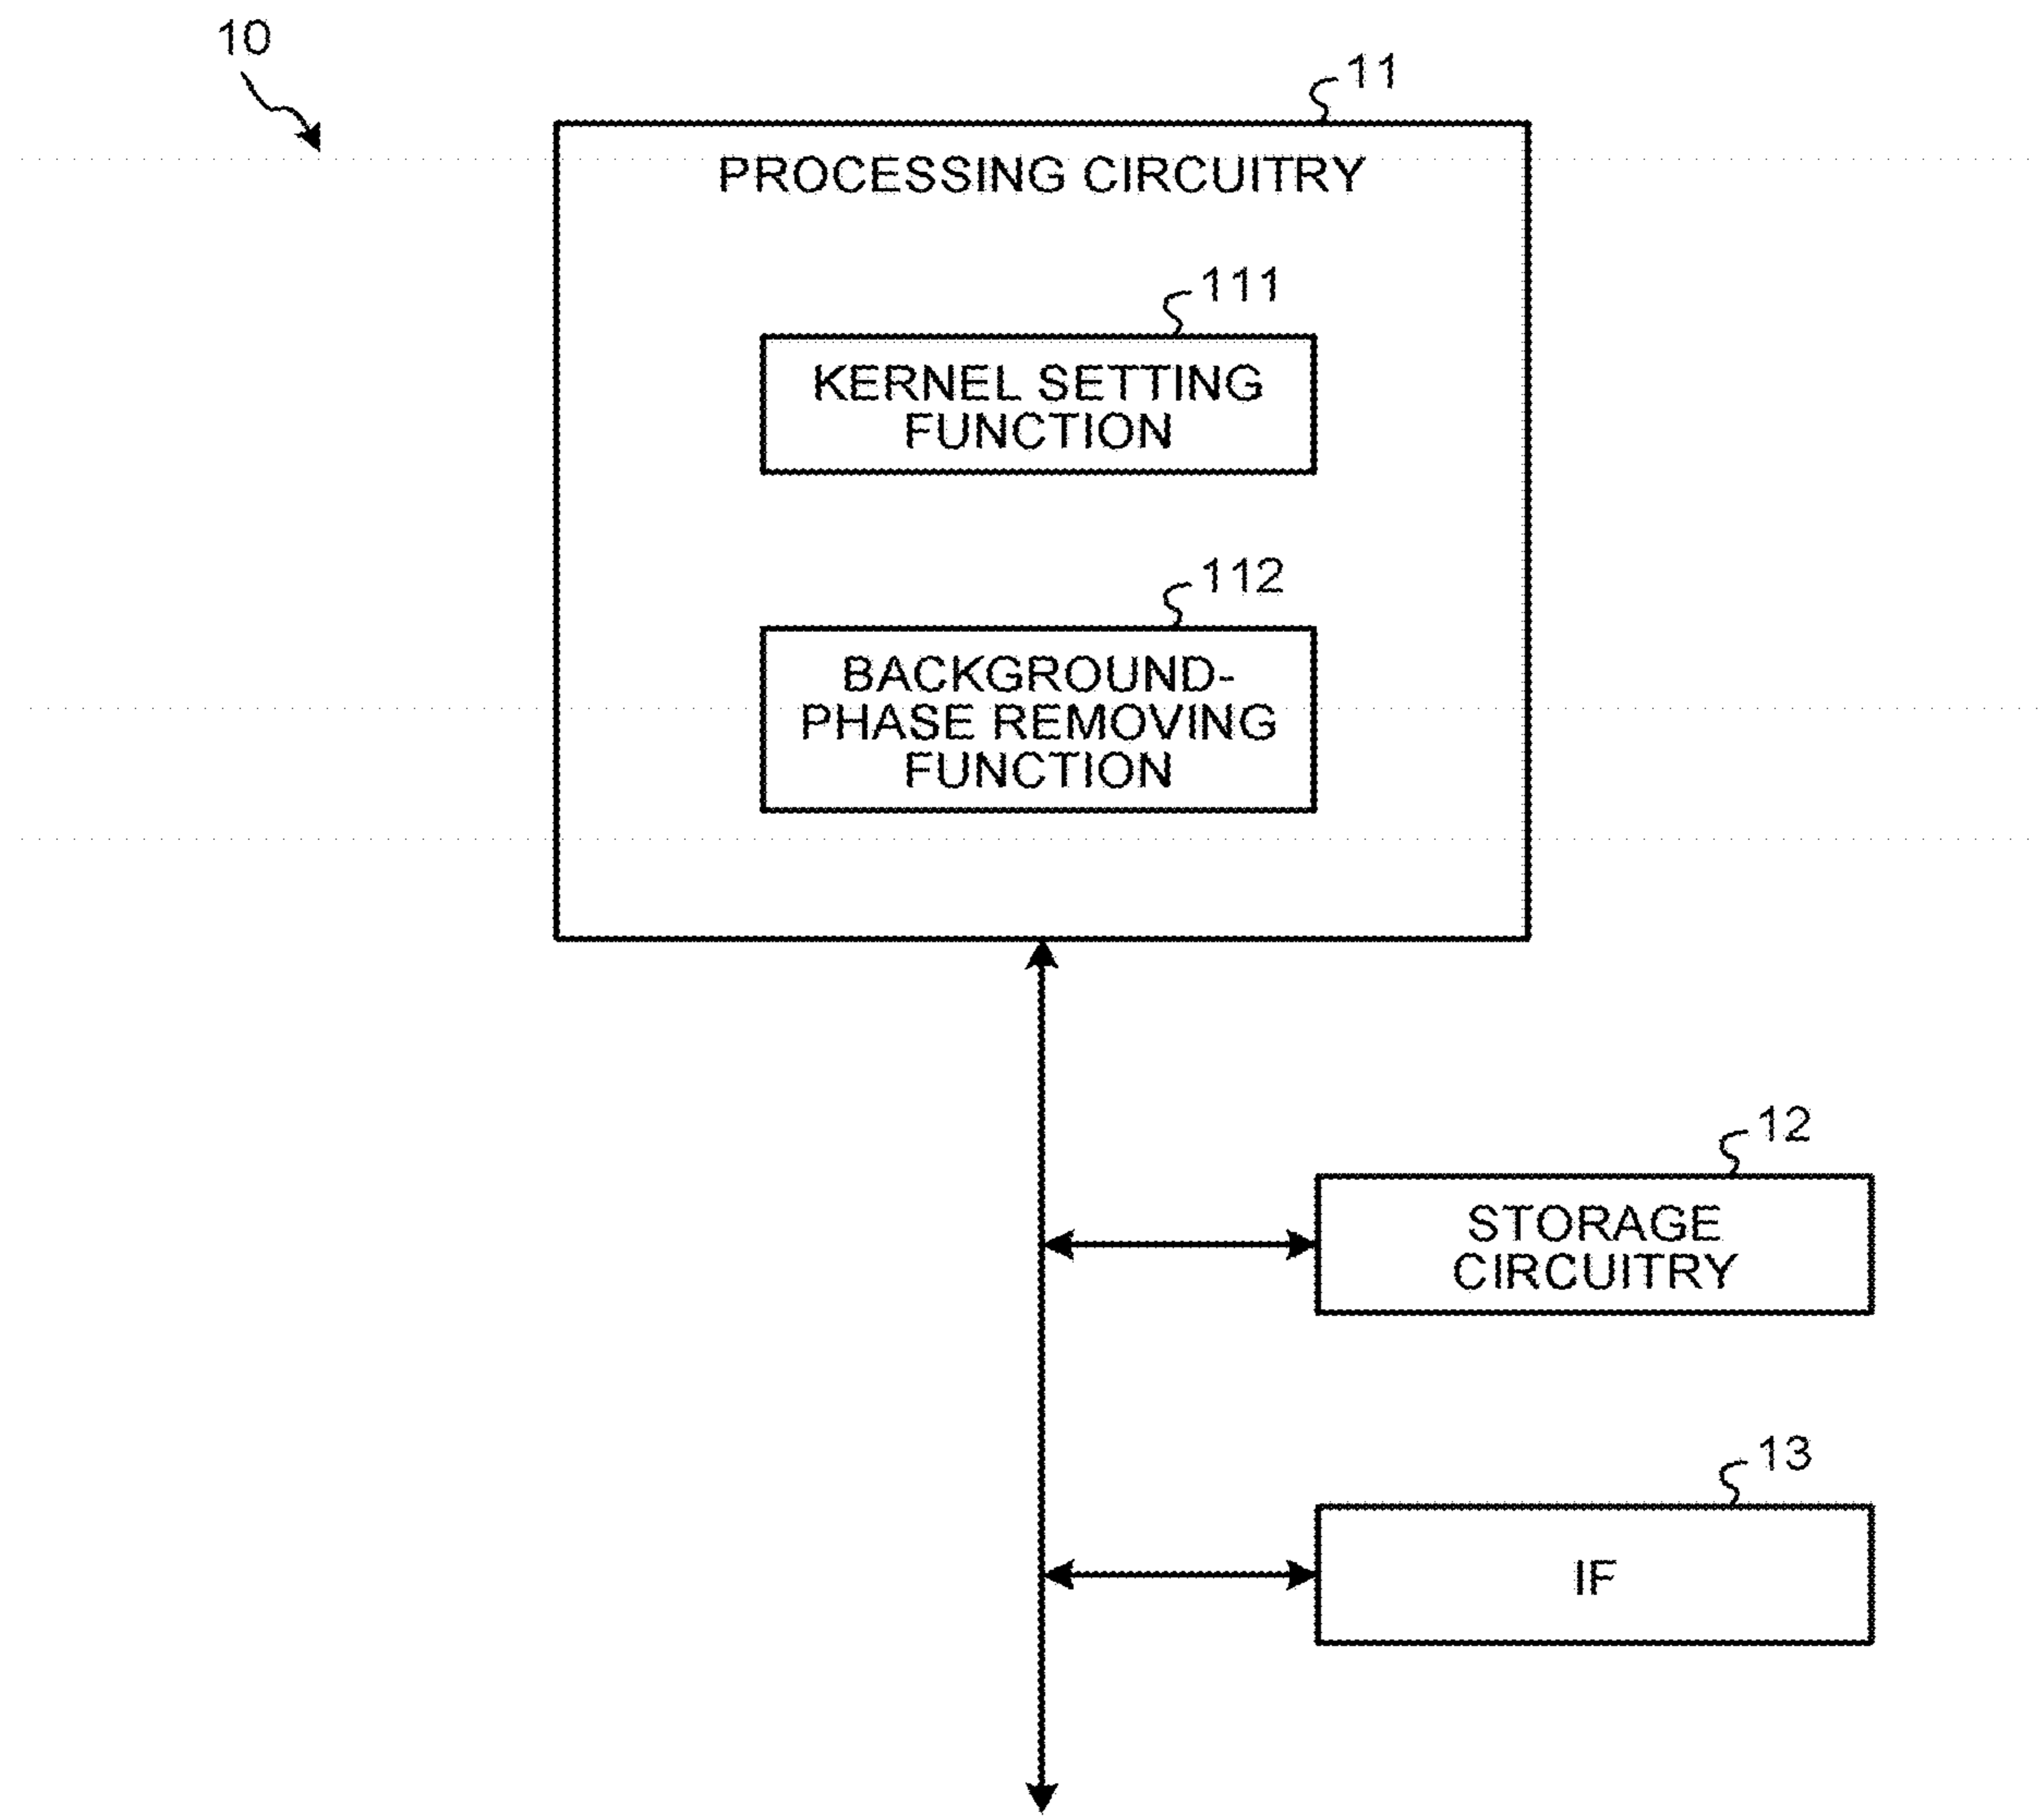 10
11
PROCESSING CIRCUITRY
111
KERNEL SETTING
FUNCTION
112
BACKGROUND-
PHASE REMOVING
FUNCTION
12
STORAGE
CIRCUITRY
13
IF